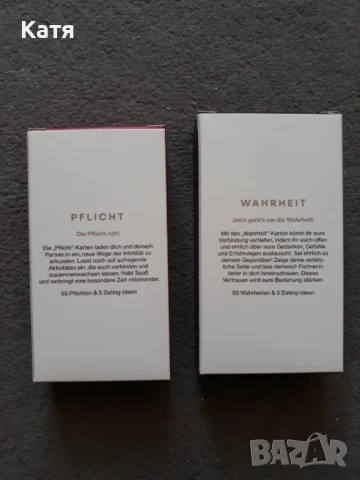 Катя
PFLICHT
Die Pflicht ruft!
Die „Pflicht"-Karten laden dich und deine/n
Partner:in ein, neue Wege der Intimität zu
erkunden. Lasst euch auf aufregende
Aktivitäten ein, die euch verbinden und
zusammenwachsen lassen. Habt Spaß
und verbringt eine besondere Zeit miteinander.
55 Pflichten & 5 Dating-Ideen
WAHRHEIT
Jetzt geht's um die Wahrheit!
Mit den „Wahrheit"-Karten könnt ihr eure
Verbindung vertiefen, indem ihr euch offen
und ehrlich über eure Gedanken, Gefühle
und Erfahrungen austauscht. Sei ehrlich zu
deinem Gegenüber! Zeige deine verletz-
liche Seite und lass deine/n Partner:in
tiefer in dich hineinschauen. Dieses
Vertrauen wird eure Beziehung stärken.
55 Wahrheiten & 5 Dating-Ideen
BAZAR